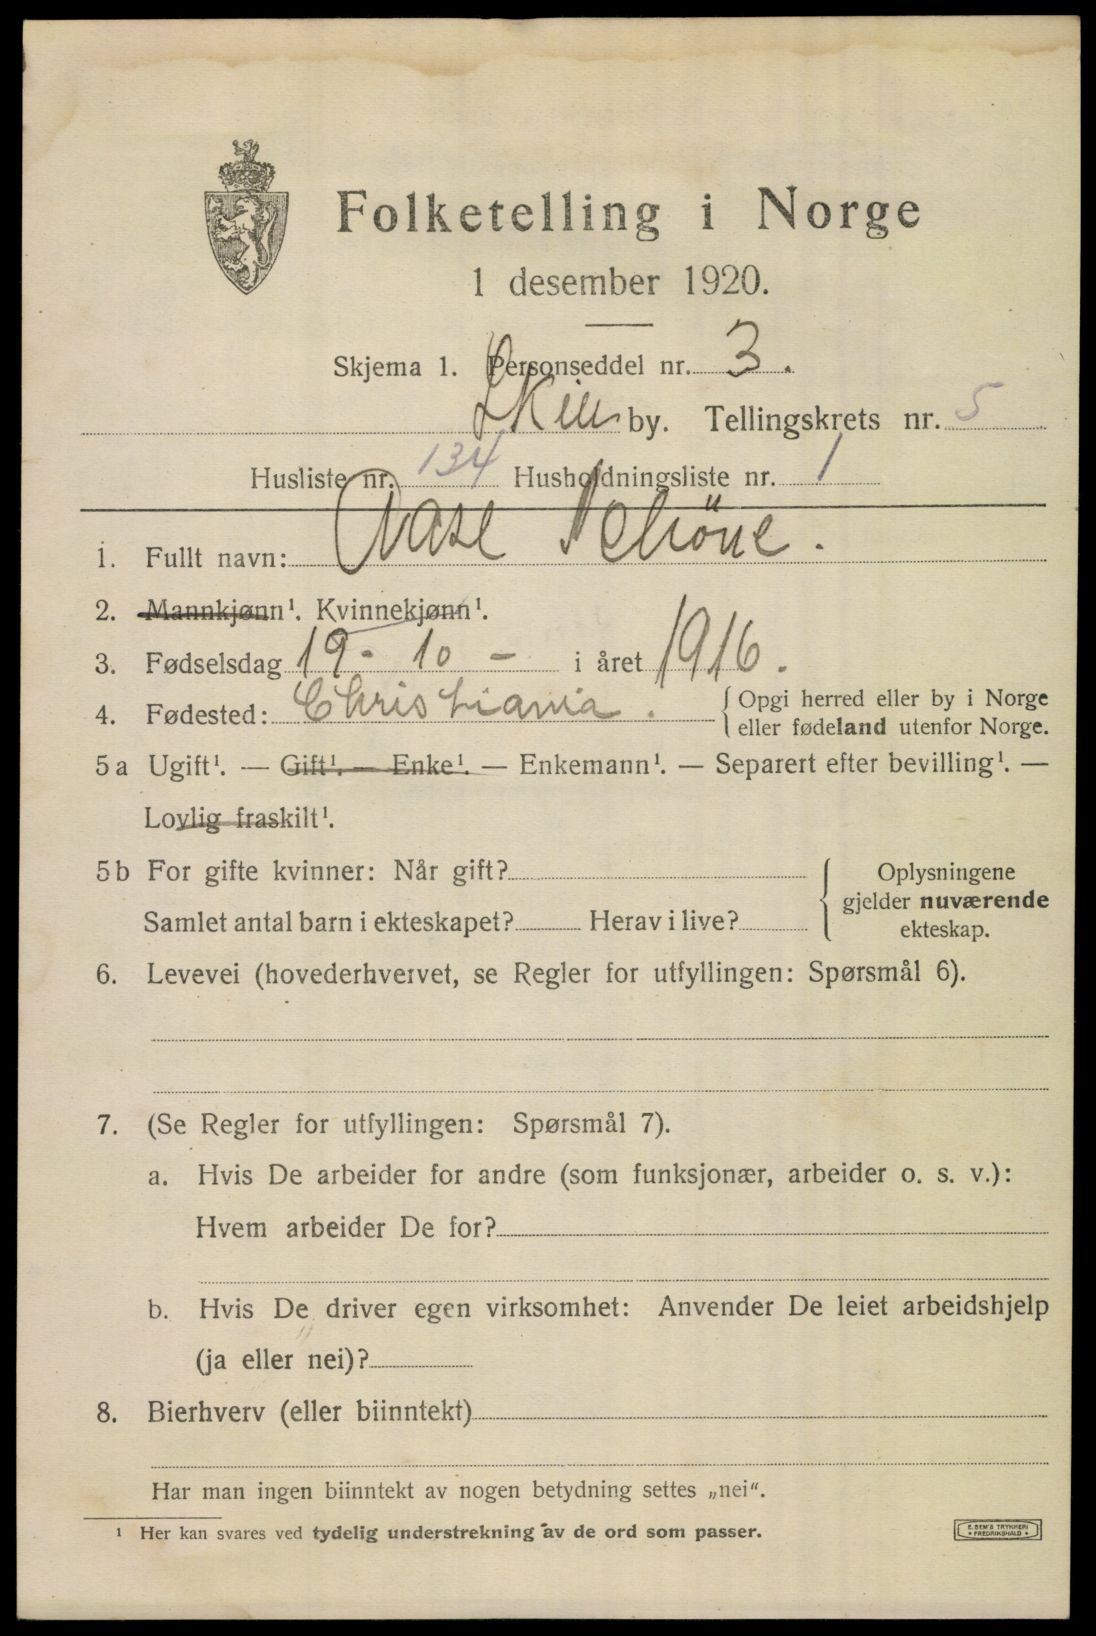 Folketelling i Norge
1 desember 1920.
Skjema 1. Personseddel nr. 3.
Skien by. Tellingskrets nr. 5
Husliste nr. 134 Husholdningsliste nr. 1
1. Fullt navn: Aase Schöne.
2. Mannkjønn¹. Kvinnekjønn¹.
3. Fødselsdag 19 - 10 - i året 1916.
4. Fødested: Christiania. { Opgi herred eller by i Norge
eller fødeland utenfor Norge.
5 a Ugift¹. — Gift¹. — Enke¹. — Enkemann¹. — Separert efter bevilling¹. —
Lovlig fraskilt¹.
5 b For gifte kvinner: Når gift? { Oplysningene
gjelder nuværende
Samlet antal barn i ekteskapet? Herav i live? ekteskap.
6. Levevei (hovederhvervet, se Regler for utfyllingen: Spørsmål 6).
7. (Se Regler for utfyllingen: Spørsmål 7).
a. Hvis De arbeider for andre (som funksjonær, arbeider o. s. v.):
Hvem arbeider De for?
b. Hvis De driver egen virksomhet: Anvender De leiet arbeidshjelp
(ja eller nei)?
8. Bierhverv (eller biinntekt)
Har man ingen biinntekt av nogen betydning settes „nei“.
¹ Her kan svares ved tydelig understrekning av de ord som passer.
E. SEM'S TRYKKERI
• FREDRIKSHALD •